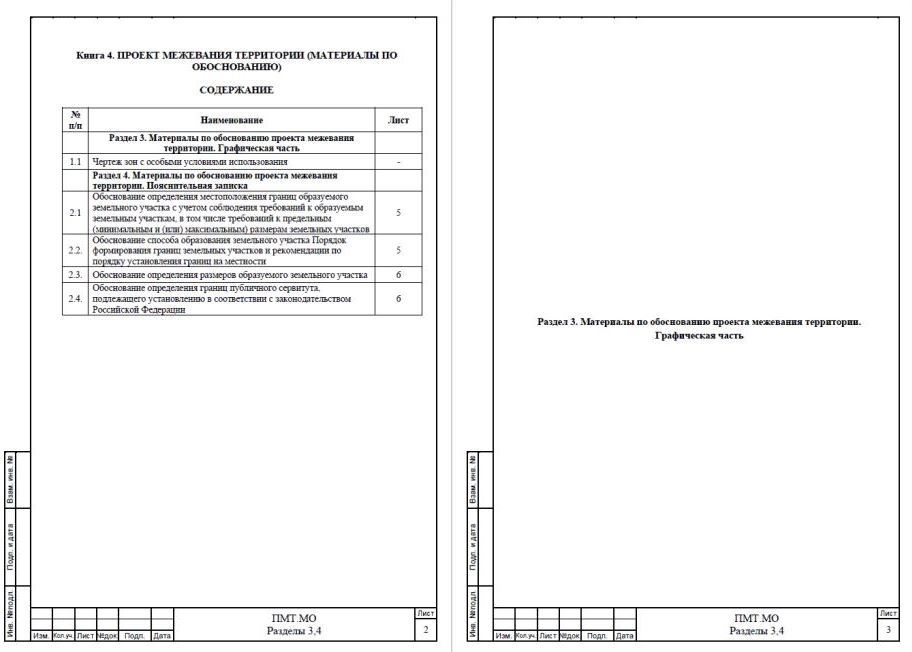 Книга 4. ПРОЕКТ МЕЖЕВАНИЯ ТЕРРИТОРИИ (МАТЕРИАЛЫ ПО
ОБОСНОВАНИЮ)
СОДЕРЖАНИЕ
№
п/п
Наименование
Лист
Раздел 3. Материалы по обоснованию проекта межевания
территории. Графическая часть
1.1
Чертеж зон с особыми условиями использования
-
Раздел 4. Материалы по обоснованию проекта межевания
территории. Пояснительная записка
2.1
Обоснование определения местоположения границ образуемого
земельного участка с учетом соблюдения требований к образуемым
земельным участкам, в том числе требований к предельным
(минимальным и (или) максимальным) размерам земельных участков
5
2.2.
Обоснование способа образования земельного участка Порядок
формирования границ земельных участков и рекомендации по
порядку установления границ на местности
5
2.3.
Обоснование определения размеров образуемого земельного участка
6
2.4.
Обоснование определения границ публичного сервитута,
подлежащего установлению в соответствии с законодательством
Российской Федерации
6
Взам. инв. №
Подп. и дата
Инв. №подл.
Изм. Кол.уч. Лист №док Подп. Дата
ПМТ.МО
Разделы 3,4
Лист
2
Раздел 3. Материалы по обоснованию проекта межевания территории.
Графическая часть
Взам. инв. №
Подп. и дата
Инв. №подл.
Изм. Кол.уч. Лист №док Подп. Дата
ПМТ.МО
Разделы 3,4
Лист
3